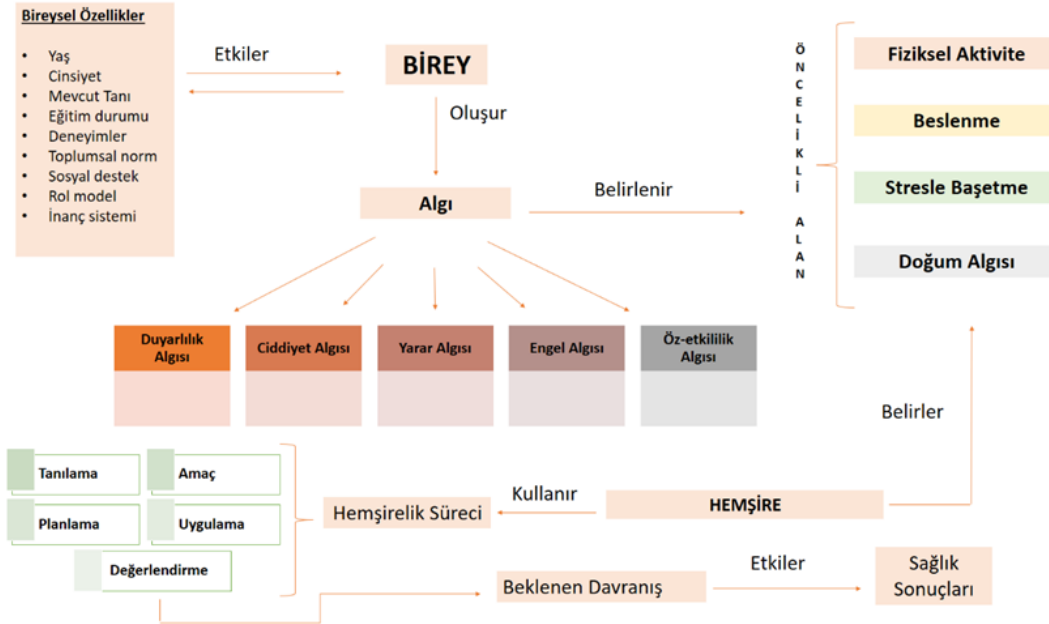 Bireysel Özellikler
• Yaş
• Cinsiyet
• Mevcut Tanı
• Eğitim durumu
• Deneyimler
• Toplumsal norm
• Sosyal destek
• Rol model
• İnanç sistemi
Etkiler
BİREY
Oluşur
Algı
Belirlenir
ÖNCELİKLİ ALAN
Fiziksel Aktivite
Beslenme
Stresle Başetme
Doğum Algısı
Duyarlılık
Algısı
Ciddiyet Algısı
Yarar Algısı
Engel Algısı
Öz-etkililik
Algısı
Belirler
Tanılama
Amaç
Planlama
Uygulama
Değerlendirme
Hemşirelik Süreci
Kullanır
HEMŞİRE
Beklenen Davranış
Etkiler
Sağlık
Sonuçları